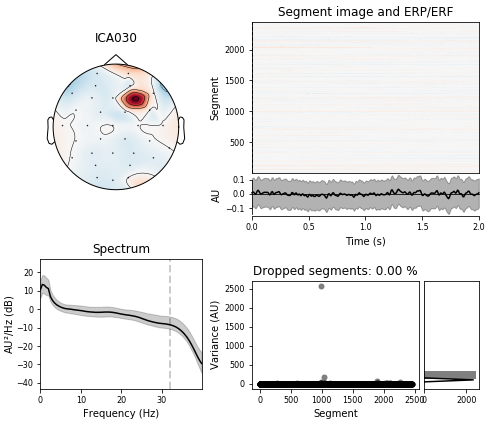 ICA030
Segment image and ERP/ERF
Segment
2000
1500
1000
500
AU
0.1
0.0
−0.1
0.0 0.5 1.0 1.5 2.0
Time (s)
Spectrum
AU²/Hz (dB)
20
10
0
−10
−20
−30
−40
0 10 20 30
Frequency (Hz)
Dropped segments: 0.00 %
Variance (AU)
2500
2000
1500
1000
500
0
0 500 1000 1500 2000 2500
Segment
0 2000